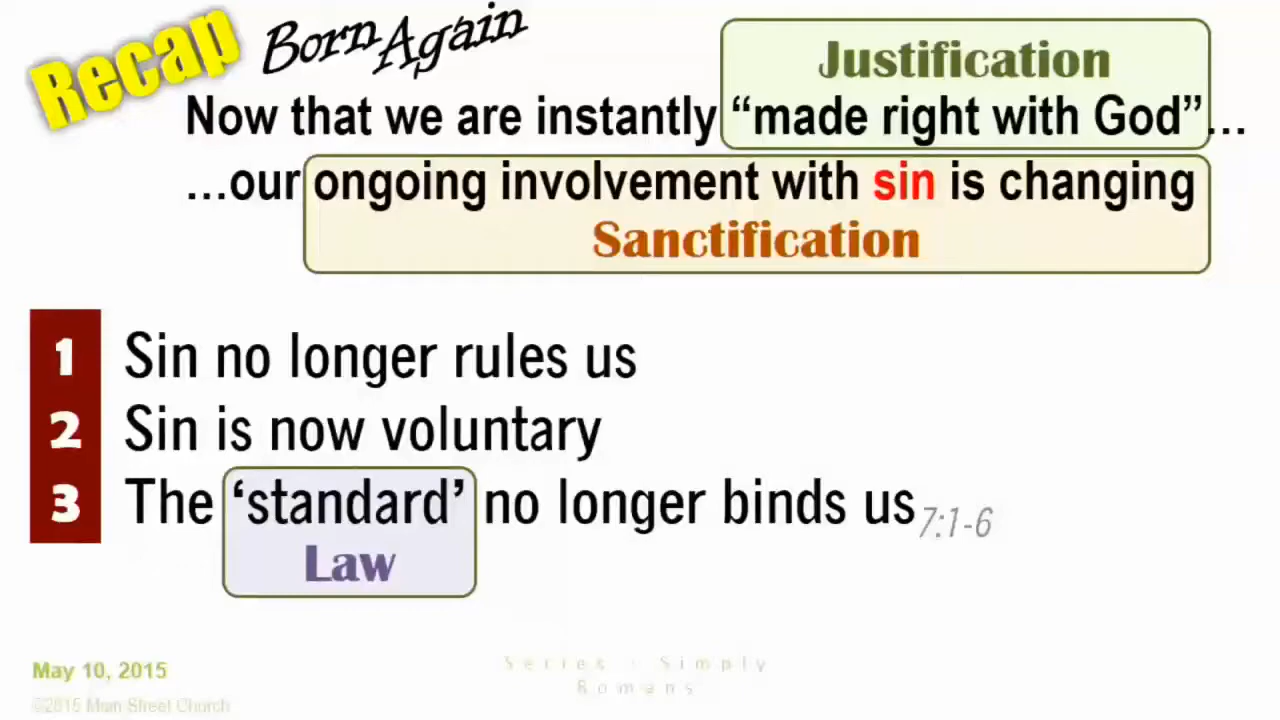 Recap Born Again
Justification
Now that we are instantly “made right with God”...
...our ongoing involvement with sin is changing
Sanctification
1 Sin no longer rules us
2 Sin is now voluntary
3 The ‘standard’ no longer binds us 7:1-6
Law
May 10, 2015
©2015 Main Street Church
Series - Simply
Romans